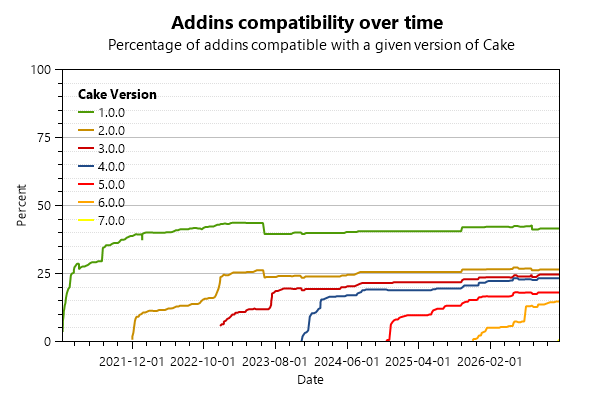 Addins compatibility over time
Percentage of addins compatible with a given version of Cake
100
75
50
25
0
Percent
Cake Version
1.0.0
2.0.0
3.0.0
4.0.0
5.0.0
6.0.0
7.0.0
2021-12-01 2022-10-01 2023-08-01 2024-06-01 2025-04-01 2026-02-01
Date